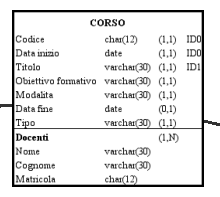 CORSO
Codice char(12) (1,1) ID0
Data inizio date (1,1) ID0
Titolo varchar(30) (1,1) ID1
Obiettivo formativo varchar(30) (1,1)
Modalita varchar(30) (1,1)
Data fine date (0,1)
Tipo varchar(30) (1,1)
Docenti (1,N)
Nome varchar(30)
Cognome varchar(30)
Matricola char(12)